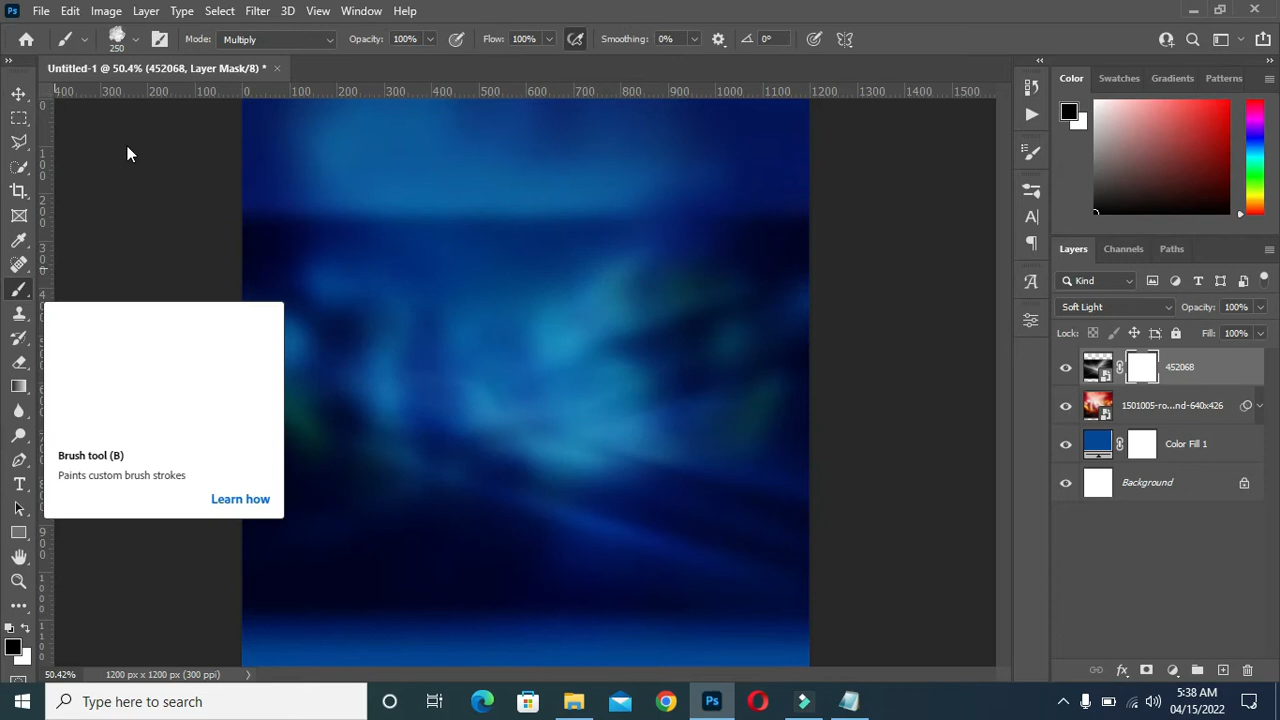 Ps File Edit Image Layer Type Select Filter 3D View Window Help
250 Mode: Multiply Opacity: 100% Flow: 100% Smoothing: 0% 0°
Untitled-1 @ 50.4% (452068, Layer Mask/8) * ×
400 300 200 100 0 100 200 300 400 500 600 700 800 900 1000 1100 1200 1300 1400 1500
Color Swatches Gradients Patterns
Layers Channels Paths
Kind
Soft Light Opacity: 100%
Lock: Fill: 100%
452068
1501005-ro...nd-640x426
Color Fill 1
Background
Brush tool (B)
Paints custom brush strokes
Learn how
50.42% 1200 px x 1200 px (300 ppi)
Type here to search
Ps
5:38 AM
04/15/2022